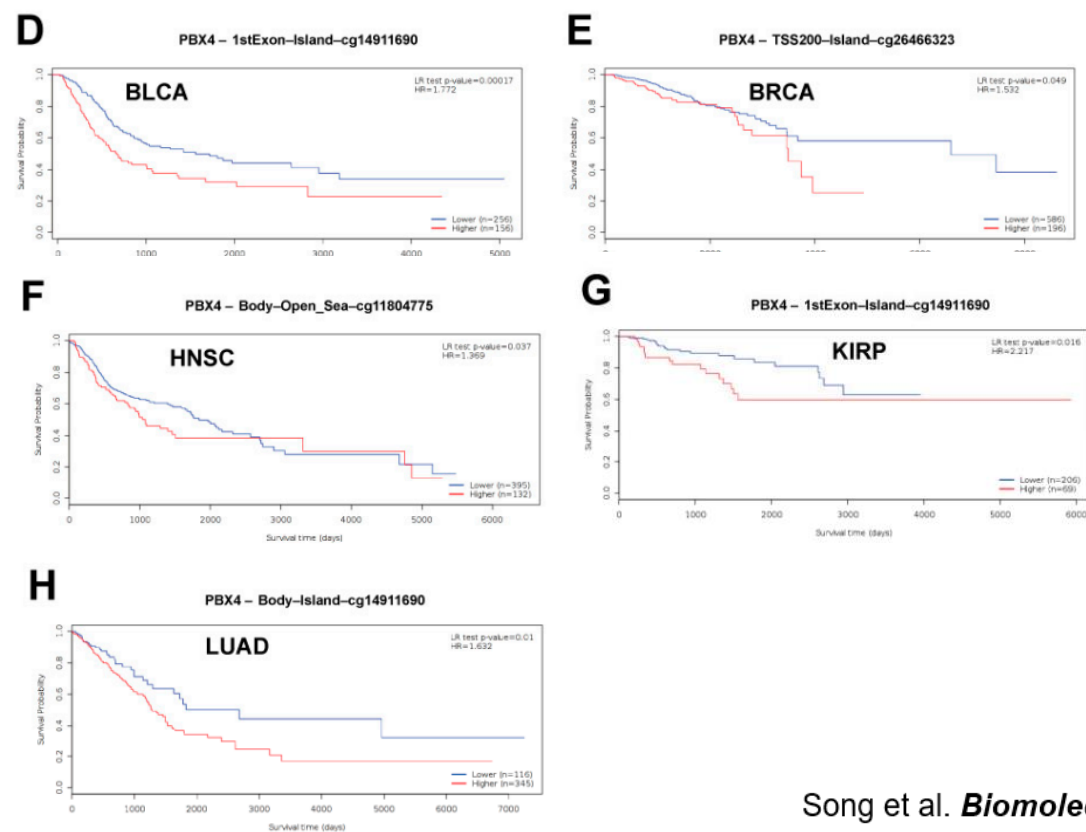 D
PBX4 – 1stExon–Island–cg14911690
BLCA
LR test p-value=0.00017
HR=1.772
Survival Probability
1.0
0.8
0.6
0.4
0.2
0.0
Lower (n=256)
Higher (n=156)
0 1000 2000 3000 4000 5000
E
PBX4 – TSS200–Island–cg26466323
BRCA
LR test p-value=0.049
HR=1.532
Survival Probability
1.0
0.8
0.6
0.4
0.2
0.0
Lower (n=586)
Higher (n=196)
F
PBX4 – Body–Open_Sea–cg11804775
HNSC
LR test p-value=0.037
HR=1.369
Survival Probability
1.0
0.8
0.6
0.4
0.2
0.0
Lower (n=395)
Higher (n=132)
0 1000 2000 3000 4000 5000 6000
Survival time (days)
G
PBX4 – 1stExon–Island–cg14911690
KIRP
LR test p-value=0.016
HR=2.217
Survival Probability
1.0
0.8
0.6
0.4
0.2
0.0
Lower (n=206)
Higher (n=69)
0 1000 2000 3000 4000 5000 6000
Survival time (days)
H
PBX4 – Body–Island–cg14911690
LUAD
LR test p-value=0.01
HR=1.632
Survival Probability
1.0
0.8
0.6
0.4
0.2
0.0
Lower (n=116)
Higher (n=345)
0 1000 2000 3000 4000 5000 6000 7000
Survival time (days)
Song et al. Biomole